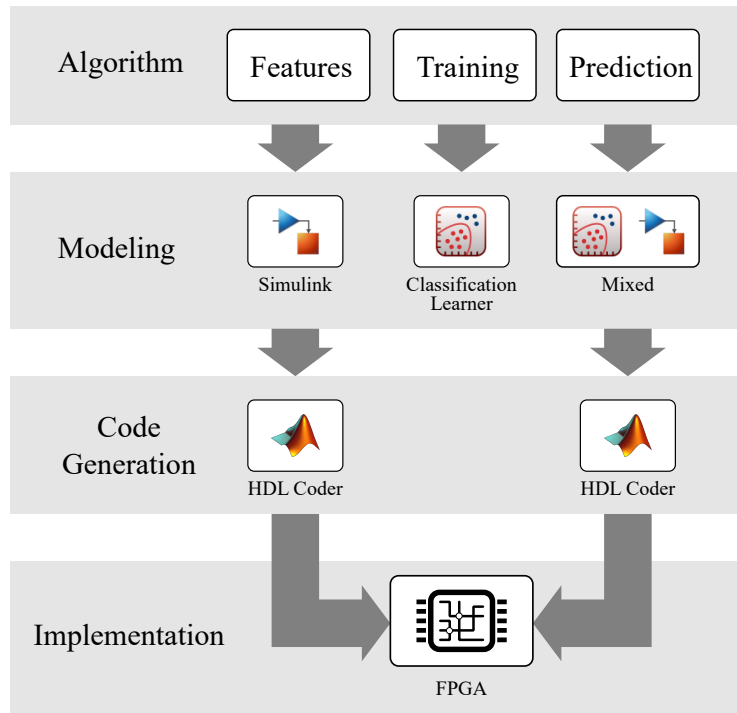 Algorithm
Features
Training
Prediction
Modeling
Simulink
Classification
Learner
Mixed
Code
Generation
HDL Coder
HDL Coder
Implementation
FPGA